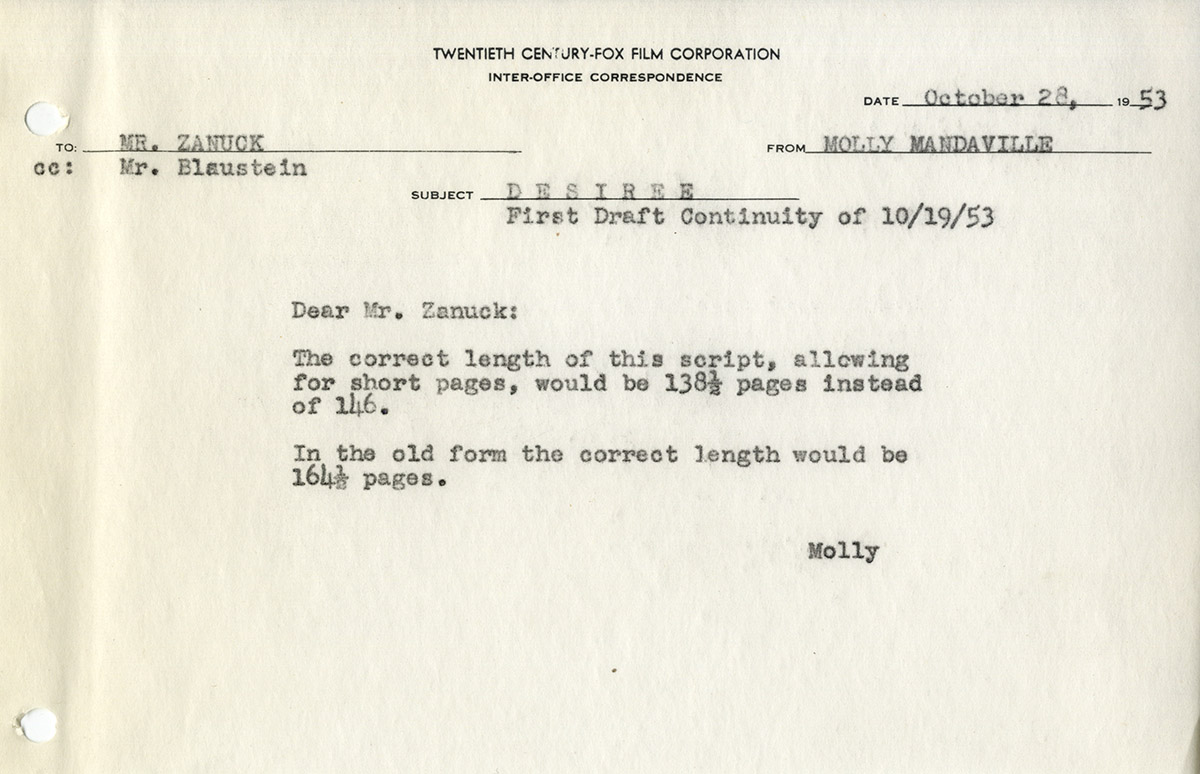 TWENTIETH CENTURY-FOX FILM CORPORATION
INTER-OFFICE CORRESPONDENCE
DATE October 28, 1953
TO: MR. ZANUCK FROM MOLLY MANDAVILLE
cc: Mr. Blaustein
SUBJECT D E S I R E E
First Draft Continuity of 10/19/53
Dear Mr. Zanuck:
The correct length of this script, allowing
for short pages, would be 138½ pages instead
of 146.
In the old form the correct length would be
164½ pages.
Molly